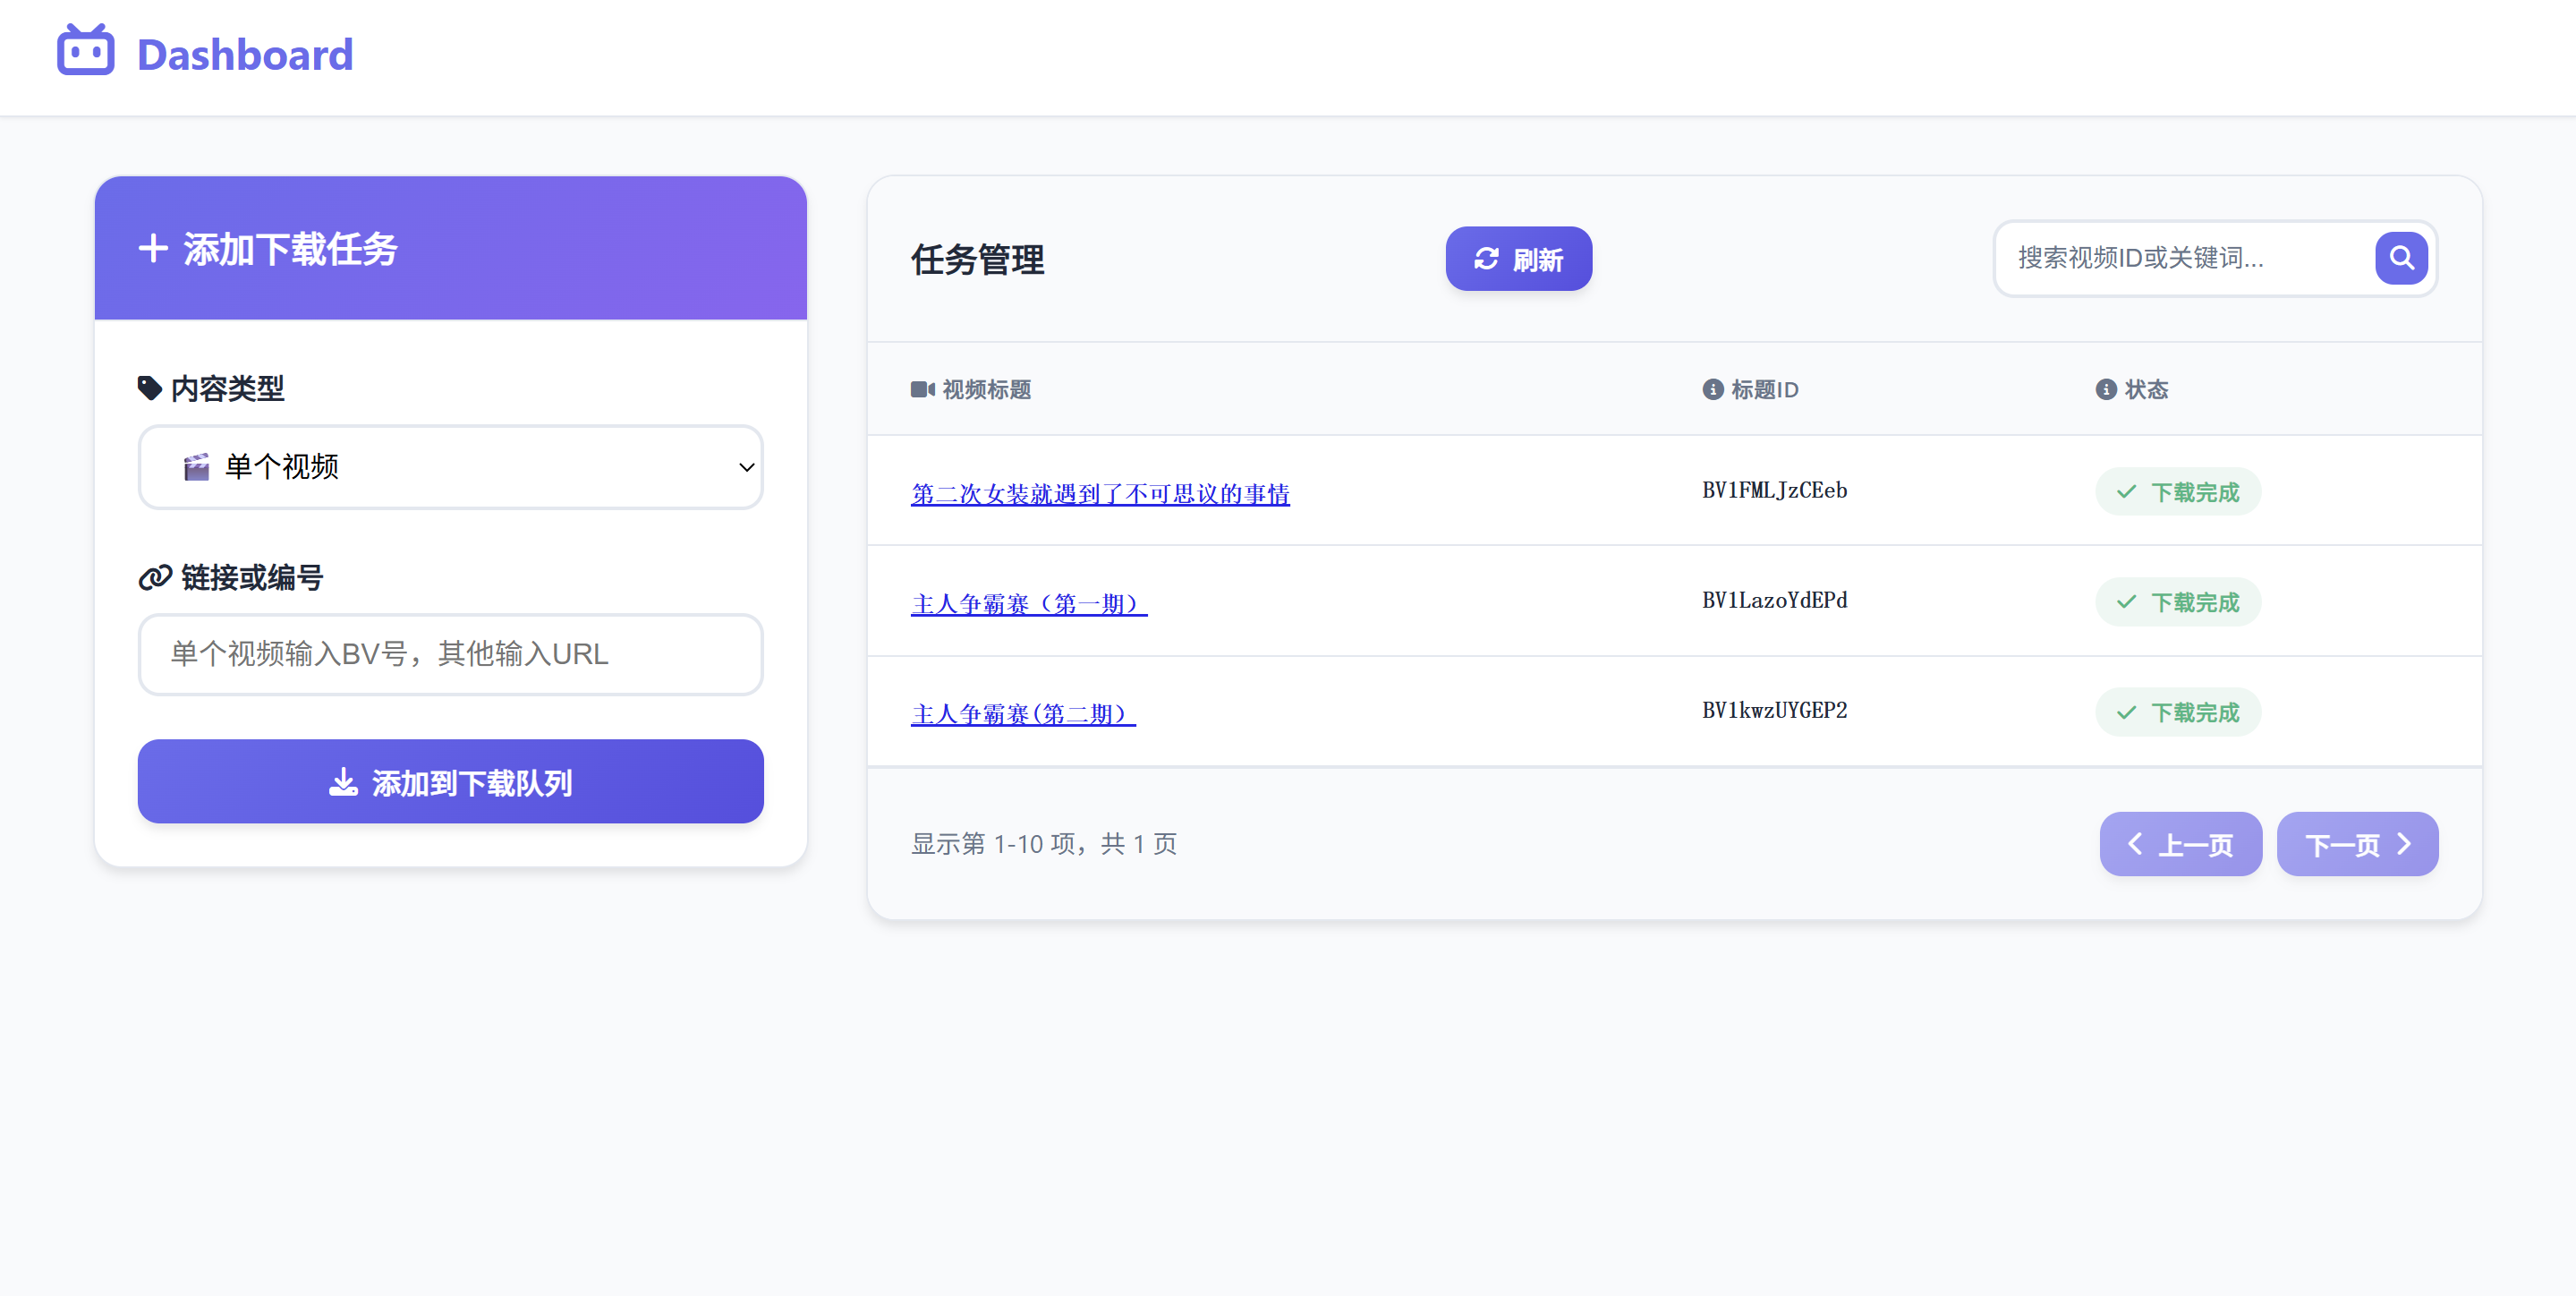 Dashboard
添加下载任务
内容类型
单个视频
链接或编号
单个视频输入BV号，其他输入URL
添加到下载队列
任务管理
刷新
搜索视频ID或关键词...
视频标题 标题ID 状态
第二次女装就遇到了不可思议的事情 BV1FMLJzCEeb 下载完成
主人争霸赛（第一期） BV1LazoYdEPd 下载完成
主人争霸赛(第二期） BV1kwzUYGEP2 下载完成
显示第 1-10 项，共 1 页
上一页 下一页